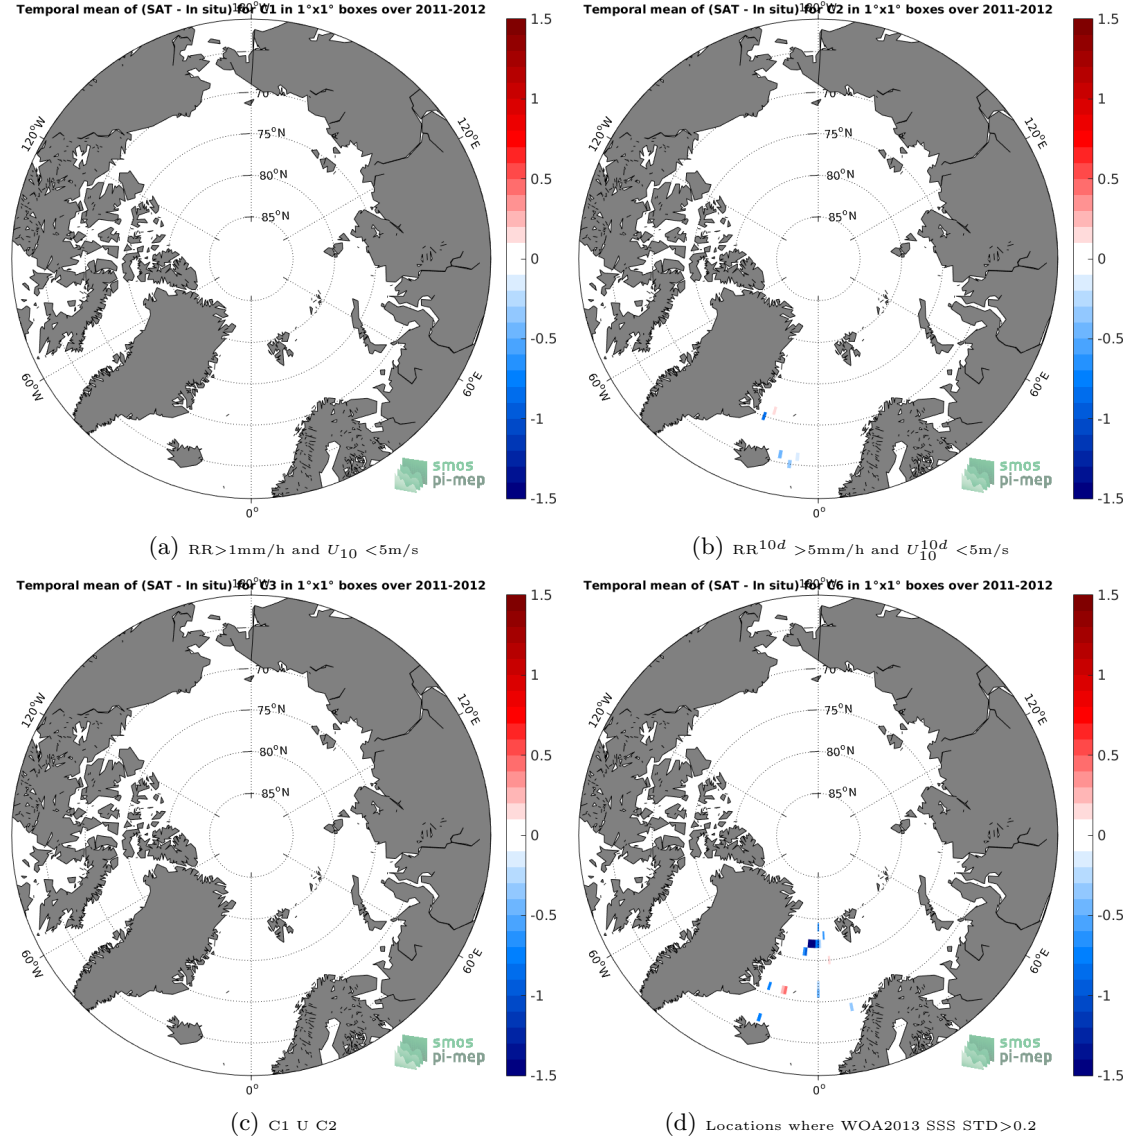 Temporal mean of (SAT - In situ) for C1 in 1°x1° boxes over 2011-2012
180°W
120°W
120°E
70
75°N
80°N
85°N
60°W
60°E
0°
1.5
1
0.5
0
-0.5
-1
-1.5
smos
pi-mep
(a) RR>1mm/h and U10 <5m/s
Temporal mean of (SAT - In situ) for C2 in 1°x1° boxes over 2011-2012
180°W
120°W
120°E
70
75°N
80°N
85°N
60°W
60°E
0°
1.5
1
0.5
0
-0.5
-1
-1.5
smos
pi-mep
(b) RR^10d >5mm/h and U10^10d <5m/s
Temporal mean of (SAT - In situ) for C3 in 1°x1° boxes over 2011-2012
180°W
120°W
120°E
70
75°N
80°N
85°N
60°W
60°E
0°
1.5
1
0.5
0
-0.5
-1
-1.5
smos
pi-mep
(c) C1 U C2
Temporal mean of (SAT - In situ) for C6 in 1°x1° boxes over 2011-2012
180°W
120°W
120°E
70
75°N
80°N
85°N
60°W
60°E
0°
1.5
1
0.5
0
-0.5
-1
-1.5
smos
pi-mep
(d) Locations where WOA2013 SSS STD>0.2